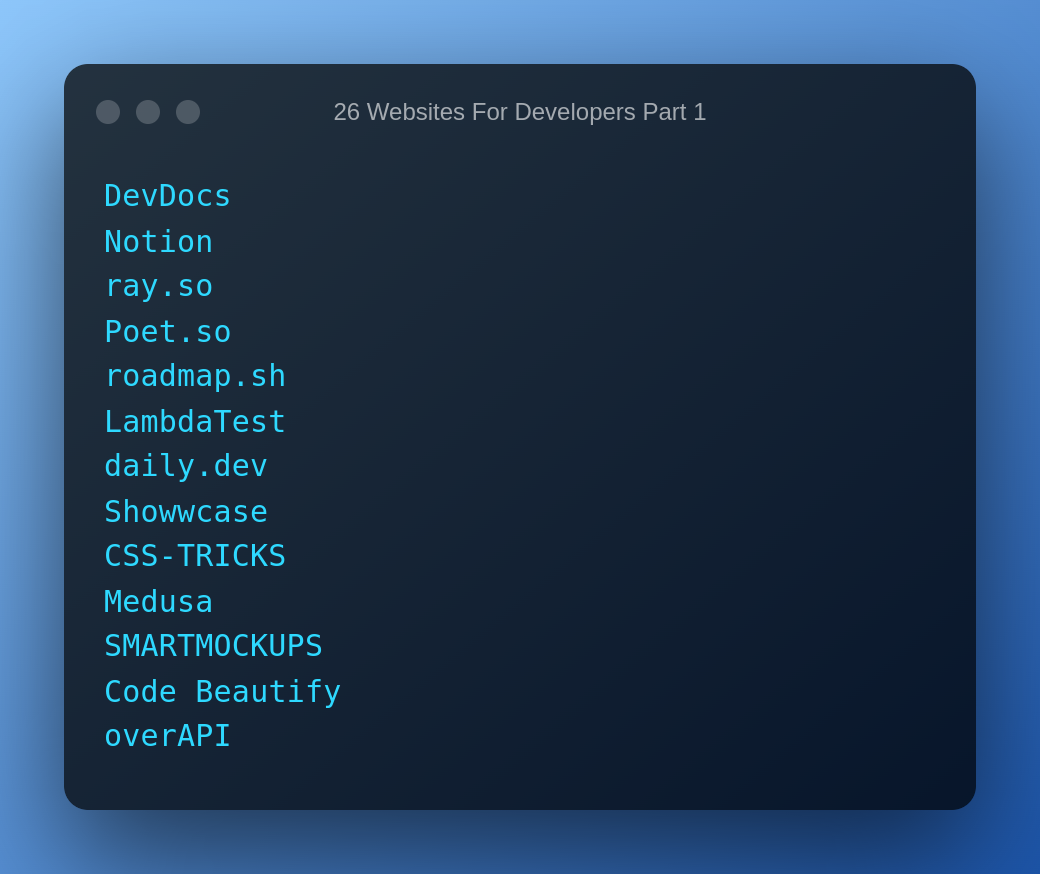 26 Websites For Developers Part 1
DevDocs
Notion
ray.so
Poet.so
roadmap.sh
LambdaTest
daily.dev
Showwcase
CSS-TRICKS
Medusa
SMARTMOCKUPS
Code Beautify
overAPI